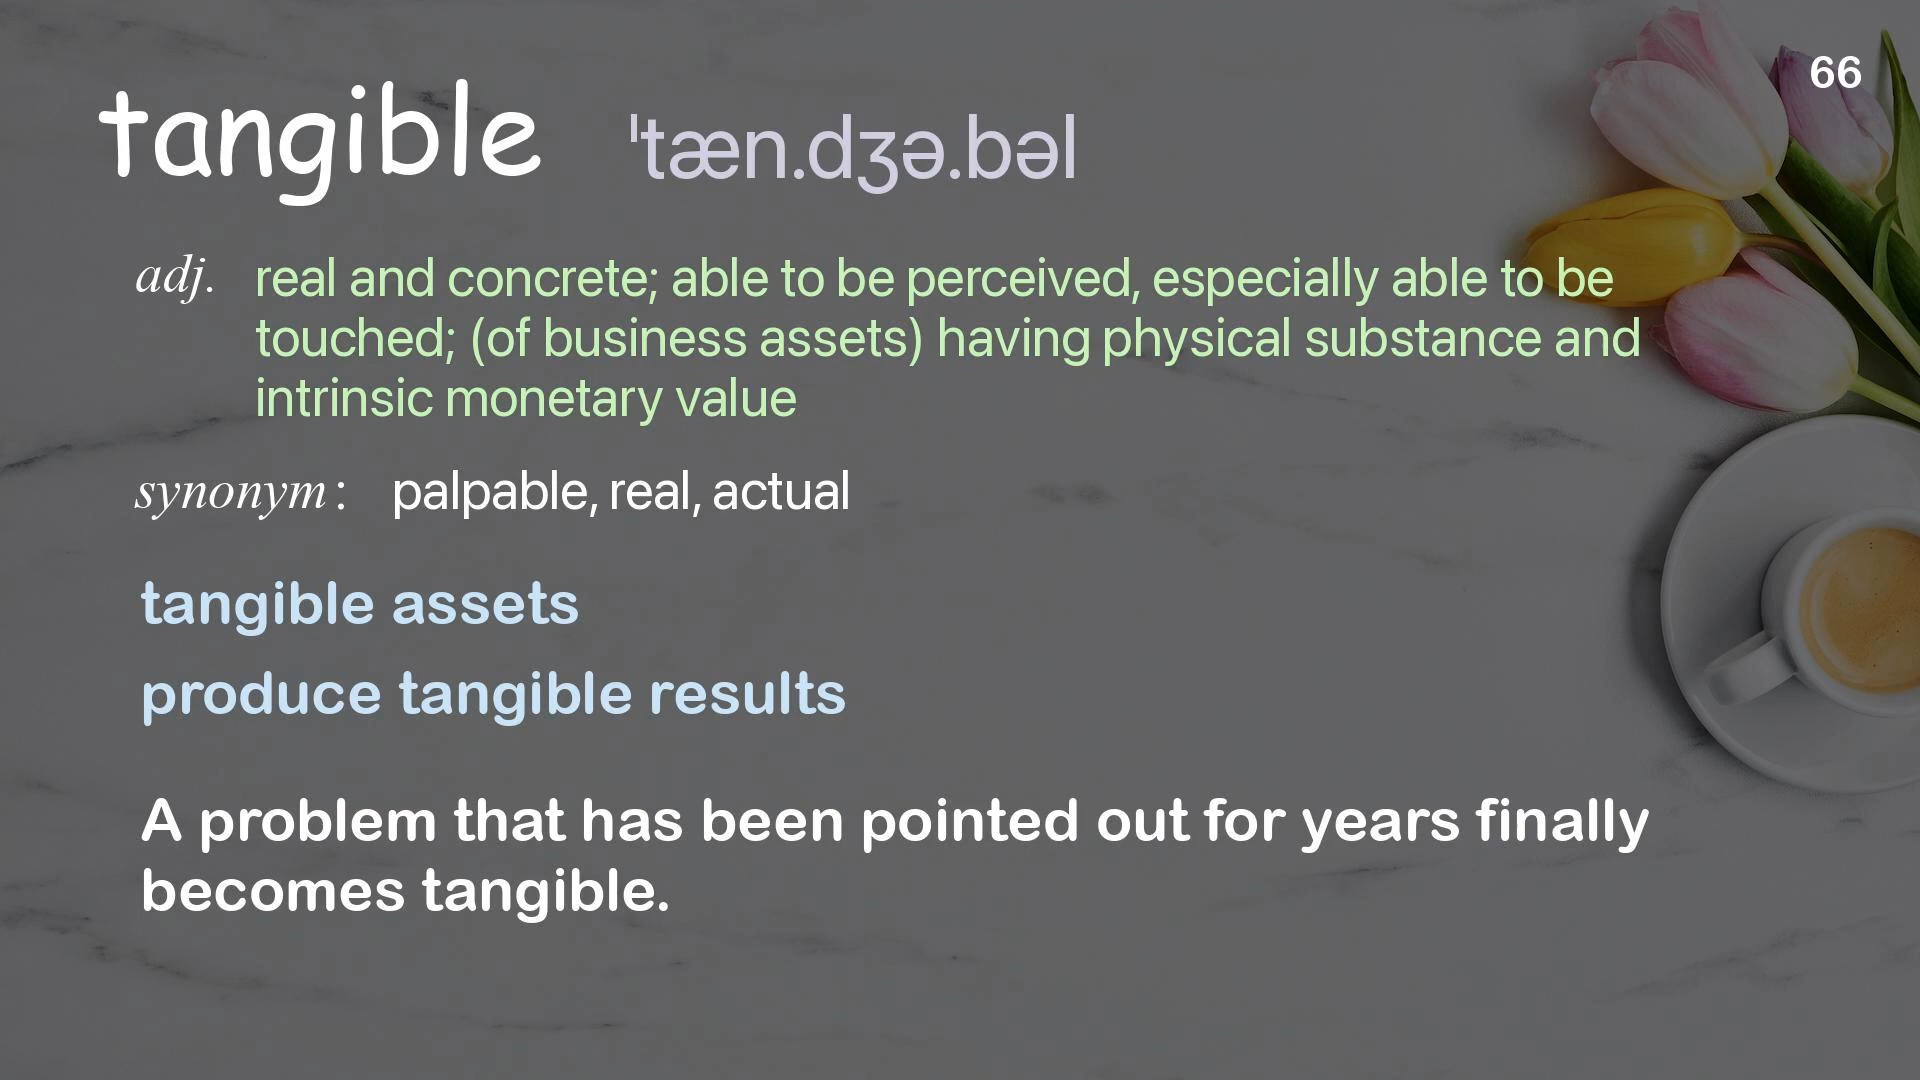 66
tangible ˈtæn.dʒə.bəl
adj. real and concrete; able to be perceived, especially able to be
touched; (of business assets) having physical substance and
intrinsic monetary value
synonym : palpable, real, actual
tangible assets
produce tangible results
A problem that has been pointed out for years finally
becomes tangible.